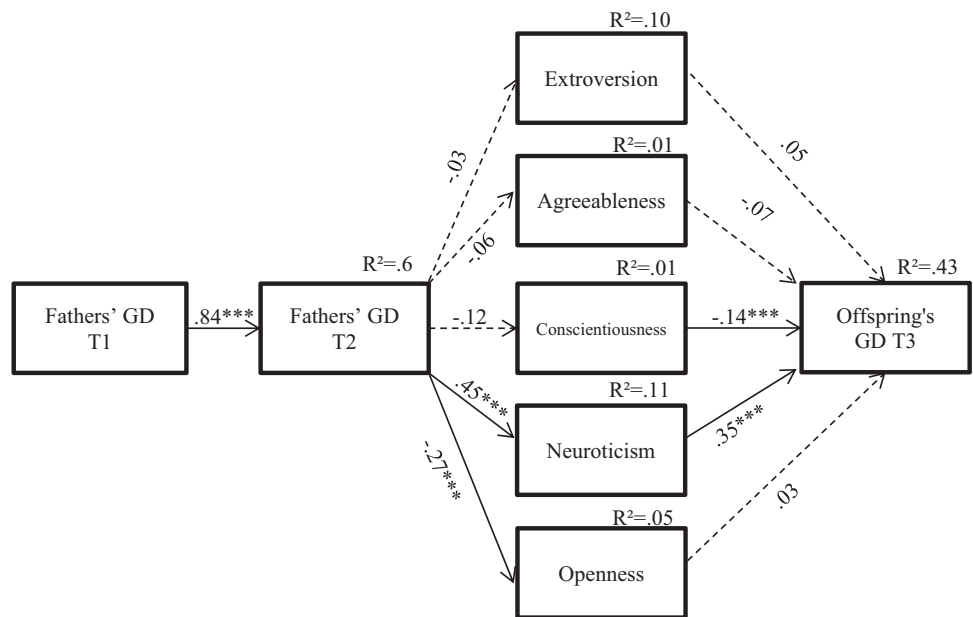 R²=.10
Extroversion
-.03
.05
R²=.01
Agreeableness
-.06
-.07
R²=.6
R²=.01
R²=.43
Fathers' GD
T1
.84***
Fathers' GD
T2
-.12
Conscientiousness
-.14***
Offspring's
GD T3
R²=.11
.45***
Neuroticism
.35***
-.27***
R²=.05
Openness
.03